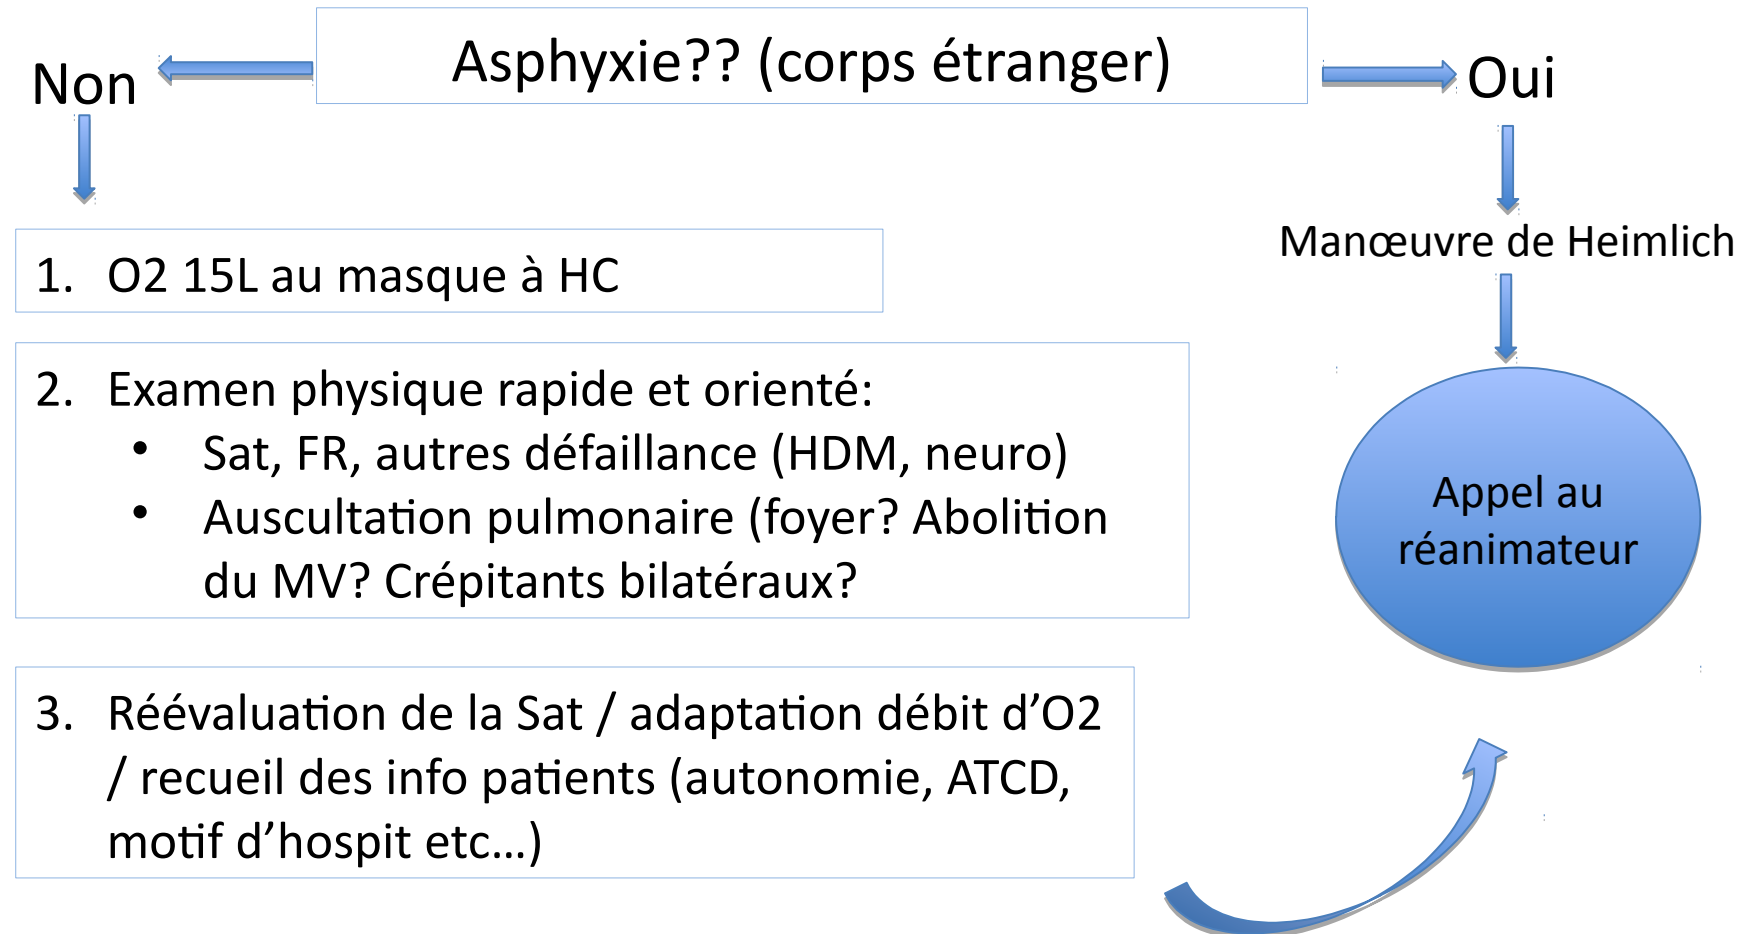 Asphyxie?? (corps étranger)
Non
Oui
Manœuvre de Heimlich
1. O2 15L au masque à HC
2. Examen physique rapide et orienté:
• Sat, FR, autres défaillance (HDM, neuro)
• Auscultation pulmonaire (foyer? Abolition
du MV? Crépitants bilatéraux?
Appel au
réanimateur
3. Réévaluation de la Sat / adaptation débit d’O2
/ recueil des info patients (autonomie, ATCD,
motif d’hospit etc…)